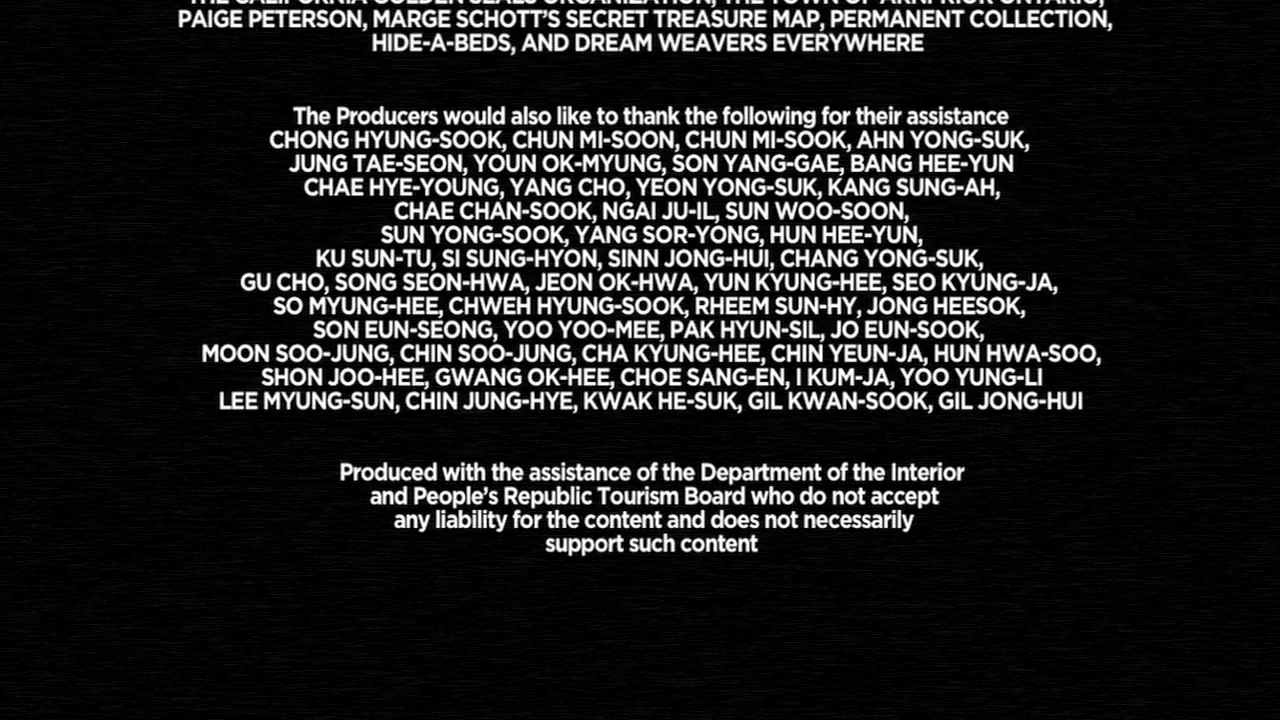 THE CALIFORNIA GOLDEN SEALS ORGANIZATION, THE TOWN OF ARNPRIOR ONTARIO,
PAIGE PETERSON, MARGE SCHOTT'S SECRET TREASURE MAP, PERMANENT COLLECTION,
HIDE-A-BEDS, AND DREAM WEAVERS EVERYWHERE
The Producers would also like to thank the following for their assistance
CHONG HYUNG-SOOK, CHUN MI-SOON, CHUN MI-SOOK, AHN YONG-SUK,
JUNG TAE-SEON, YOUN OK-MYUNG, SON YANG-GAE, BANG HEE-YUN
CHAE HYE-YOUNG, YANG CHO, YEON YONG-SUK, KANG SUNG-AH,
CHAE CHAN-SOOK, NGAI JU-IL, SUN WOO-SOON,
SUN YONG-SOOK, YANG SOR-YONG, HUN HEE-YUN,
KU SUN-TU, SI SUNG-HYON, SINN JONG-HUI, CHANG YONG-SUK,
GU CHO, SONG SEON-HWA, JEON OK-HWA, YUN KYUNG-HEE, SEO KYUNG-JA,
SO MYUNG-HEE, CHWEH HYUNG-SOOK, RHEEM SUN-HY, JONG HEESOK,
SON EUN-SEONG, YOO YOO-MEE, PAK HYUN-SIL, JO EUN-SOOK,
MOON SOO-JUNG, CHIN SOO-JUNG, CHA KYUNG-HEE, CHIN YEUN-JA, HUN HWA-SOO,
SHON JOO-HEE, GWANG OK-HEE, CHOE SANG-EN, I KUM-JA, YOO YUNG-LI
LEE MYUNG-SUN, CHIN JUNG-HYE, KWAK HE-SUK, GIL KWAN-SOOK, GIL JONG-HUI
Produced with the assistance of the Department of the Interior
and People's Republic Tourism Board who do not accept
any liability for the content and does not necessarily
support such content